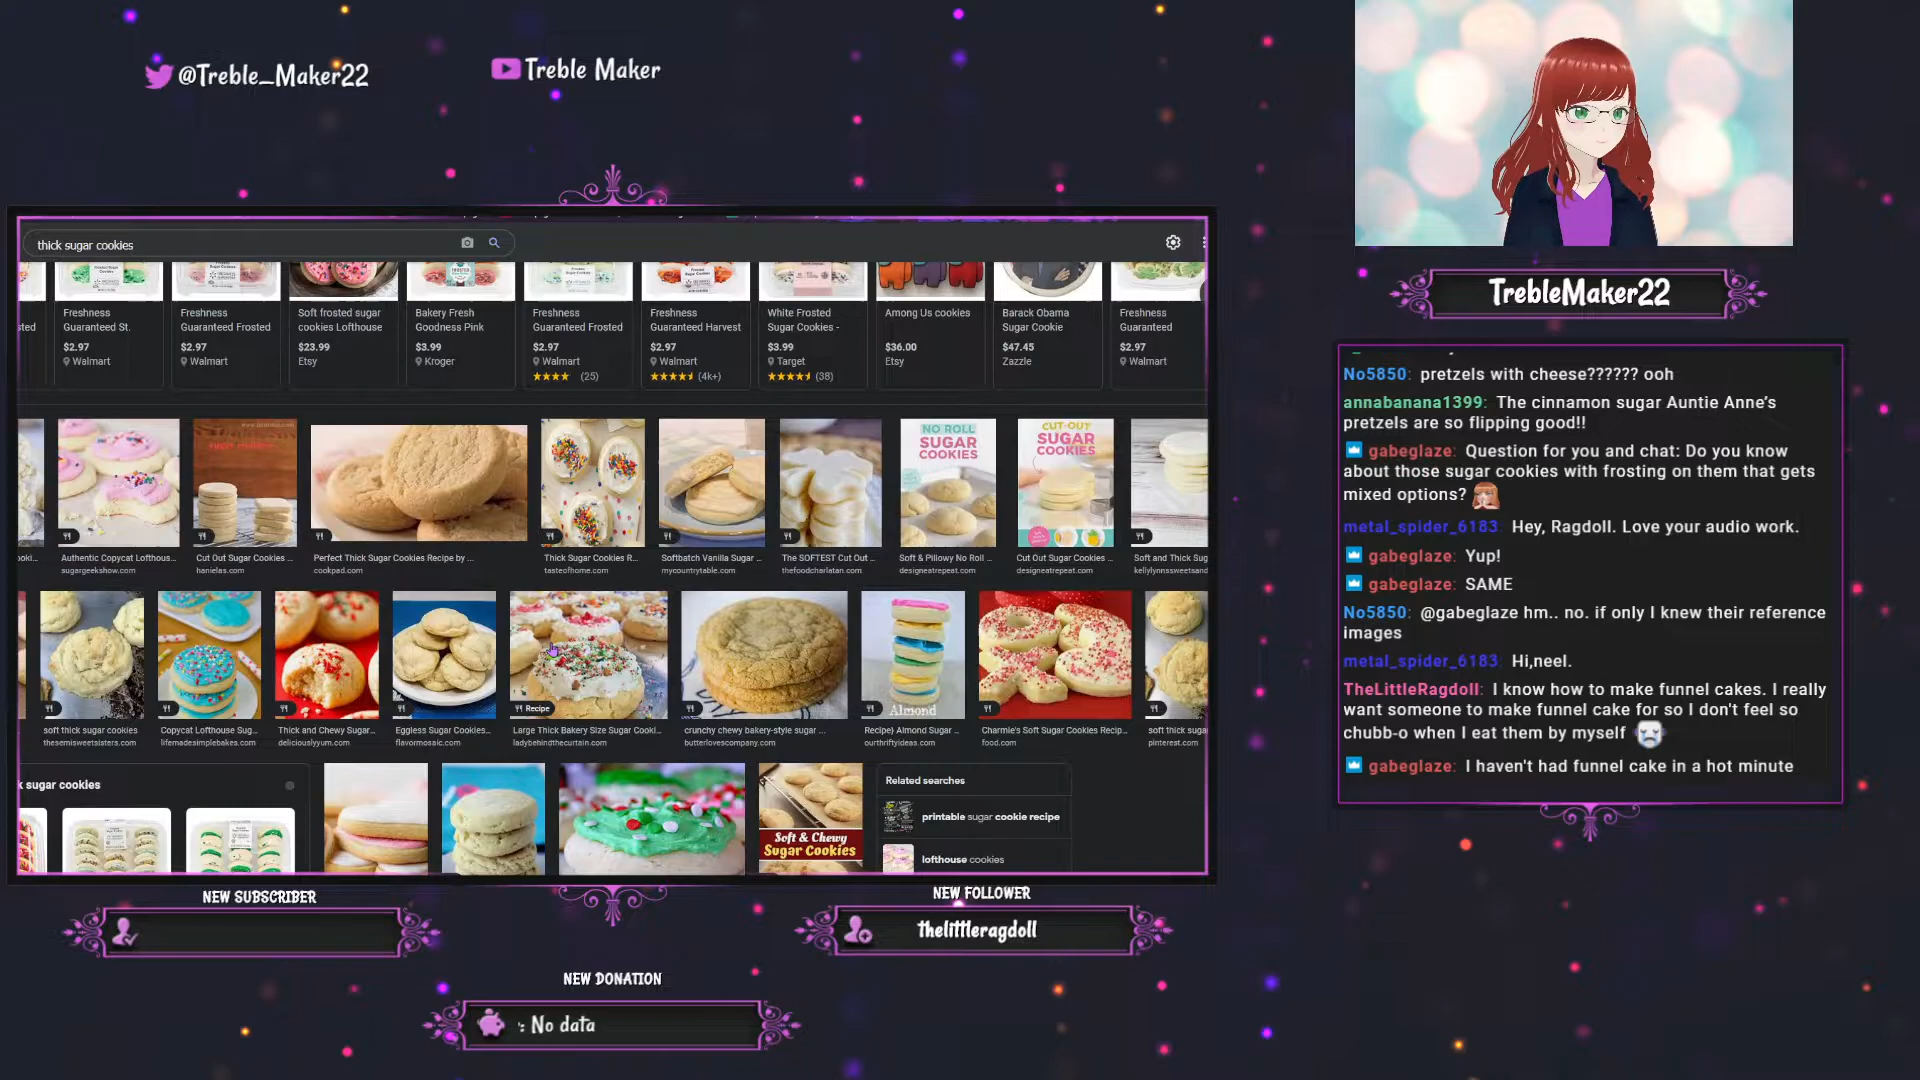 @Treble_Maker22
Treble Maker
thick sugar cookies
Freshness Guaranteed St.
$2.97
Walmart
Freshness Guaranteed Frosted
$2.97
Walmart
Soft frosted sugar cookies Lofthouse
$23.99
Etsy
Bakery Fresh Goodness Pink
$2.97
Kroger
Freshness Guaranteed Frosted
$2.97
Walmart
(25)
Freshness Guaranteed Harvest
$2.97
Walmart
(4k+)
White Frosted Sugar Cookies -
$3.99
Target
(38)
Among Us cookies
$36.00
Etsy
Barack Obama Sugar Cookie
$47.45
Zazzle
Freshness Guaranteed
$2.97
Walmart
NO ROLL
SUGAR
COOKIES
CUT-OUT
SUGAR
COOKIES
Authentic Copycat Lofthous...
sugargeekshow.com
Cut Out Sugar Cookies ...
hanielas.com
Perfect Thick Sugar Cookies Recipe by ...
cookpad.com
Thick Sugar Cookies R...
tasteofhome.com
Softbatch Vanilla Sugar ...
mycountrytable.com
The SOFTEST Cut Out ...
thefoodcharlatan.com
Soft & Pillowy No Roll ...
designeatrepeat.com
Cut Out Sugar Cookies ...
designeatrepeat.com
Soft and Thick Sug
kellylynnssweetsand
Recipe
Almond
soft thick sugar cookies
thesemisweetsisters.com
Copycat Lofthouse Sug...
lifemadesimplebakes.com
Thick and Chewy Sugar...
deliciouslyum.com
Eggless Sugar Cookies...
flavormosaic.com
Large Thick Bakery Size Sugar Cooki...
ladybehindthecurtain.com
crunchy chewy bakery-style sugar ...
butterlovescompany.com
Recipe} Almond Sugar ...
ourthriftyideas.com
Charmie's Soft Sugar Cookies Recip...
food.com
soft thick suga
pinterest.com
k sugar cookies
Soft & Chewy
Sugar Cookies
Related searches
printable sugar cookie recipe
lofthouse cookies
NEW SUBSCRIBER
NEW FOLLOWER
thelittleragdoll
NEW DONATION
: No data
TrebleMaker22
No5850: pretzels with cheese?????? ooh
annabanana1399: The cinnamon sugar Auntie Anne's
pretzels are so flipping good!!
gabeglaze: Question for you and chat: Do you know
about those sugar cookies with frosting on them that gets
mixed options?
metal_spider_6183: Hey, Ragdoll. Love your audio work.
gabeglaze: Yup!
gabeglaze: SAME
No5850: @gabeglaze hm.. no. if only I knew their reference
images
metal_spider_6183: Hi,neel.
TheLittleRagdoll: I know how to make funnel cakes. I really
want someone to make funnel cake for so I don't feel so
chubb-o when I eat them by myself
gabeglaze: I haven't had funnel cake in a hot minute